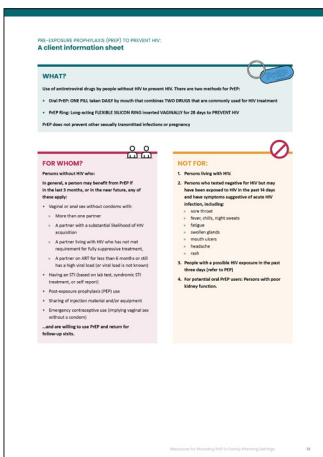 PRE-EXPOSURE PROPHYLAXIS (PREP) TO PREVENT HIV:
A client information sheet
WHAT?
Use of antiretroviral drugs by people without HIV to prevent HIV. There are two methods for PrEP:
• Oral PrEP: ONE PILL taken DAILY by mouth that combines TWO DRUGS that are commonly used for HIV treatment
• PrEP Ring: Long-acting FLEXIBLE SILICON RING inserted VAGINALLY for 28 days to PREVENT HIV
PrEP does not prevent other sexually transmitted infections or pregnancy
FOR WHOM?
Persons without HIV who:
In general, a person may benefit from PrEP if
in the last 3 months, or in the near future, any of
these apply:
• Vaginal or anal sex without condoms with:
○ More than one partner
○ A partner with a substantial likelihood of HIV
acquisition
○ A partner living with HIV who has not met
requirement for fully suppressive treatment,
○ A partner on ART for less than 6 months or still
has a high viral load (or viral load is not known)
• Having an STI (based on lab test, syndromic STI
treatment, or self report)
• Post-exposure prophylaxis (PEP) use
• Sharing of injection material and/or equipment
• Emergency contraceptive use (implying vaginal sex
without a condom)
...and are willing to use PrEP and return for
follow-up visits.
NOT FOR:
1. Persons living with HIV.
2. Persons who tested negative for HIV but may
have been exposed to HIV in the past 14 days
and have symptoms suggestive of acute HIV
infection, including:
○ sore throat
○ fever, chills, night sweats
○ fatigue
○ swollen glands
○ mouth ulcers
○ headache
○ rash
3. People with a possible HIV exposure in the past
three days (refer to PEP)
4. For potential oral PrEP users: Persons with poor
kidney function.
Resources for Providing PrEP in Family Planning Settings